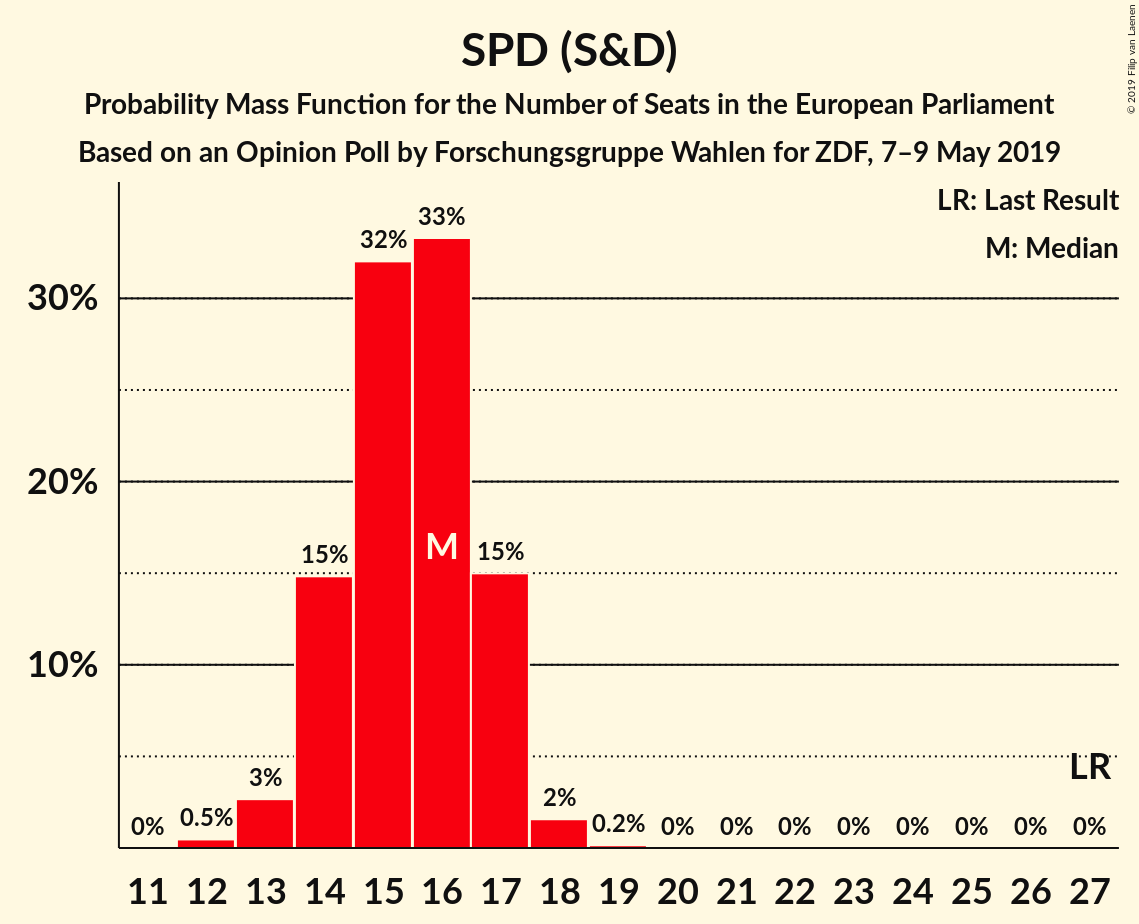 SPD (S&D)
Probability Mass Function for the Number of Seats in the European Parliament
Based on an Opinion Poll by Forschungsgruppe Wahlen for ZDF, 7–9 May 2019
© 2019 Filip van Laenen
LR: Last Result
M: Median
33%
32%
30%
20%
15%
M
15%
10%
LR
3%
2%
0%
0.5%
0.2%
0%
0%
0%
0%
0%
0%
0%
0%
11 12 13 14 15 16 17 18 19 20 21 22 23 24 25 26 27